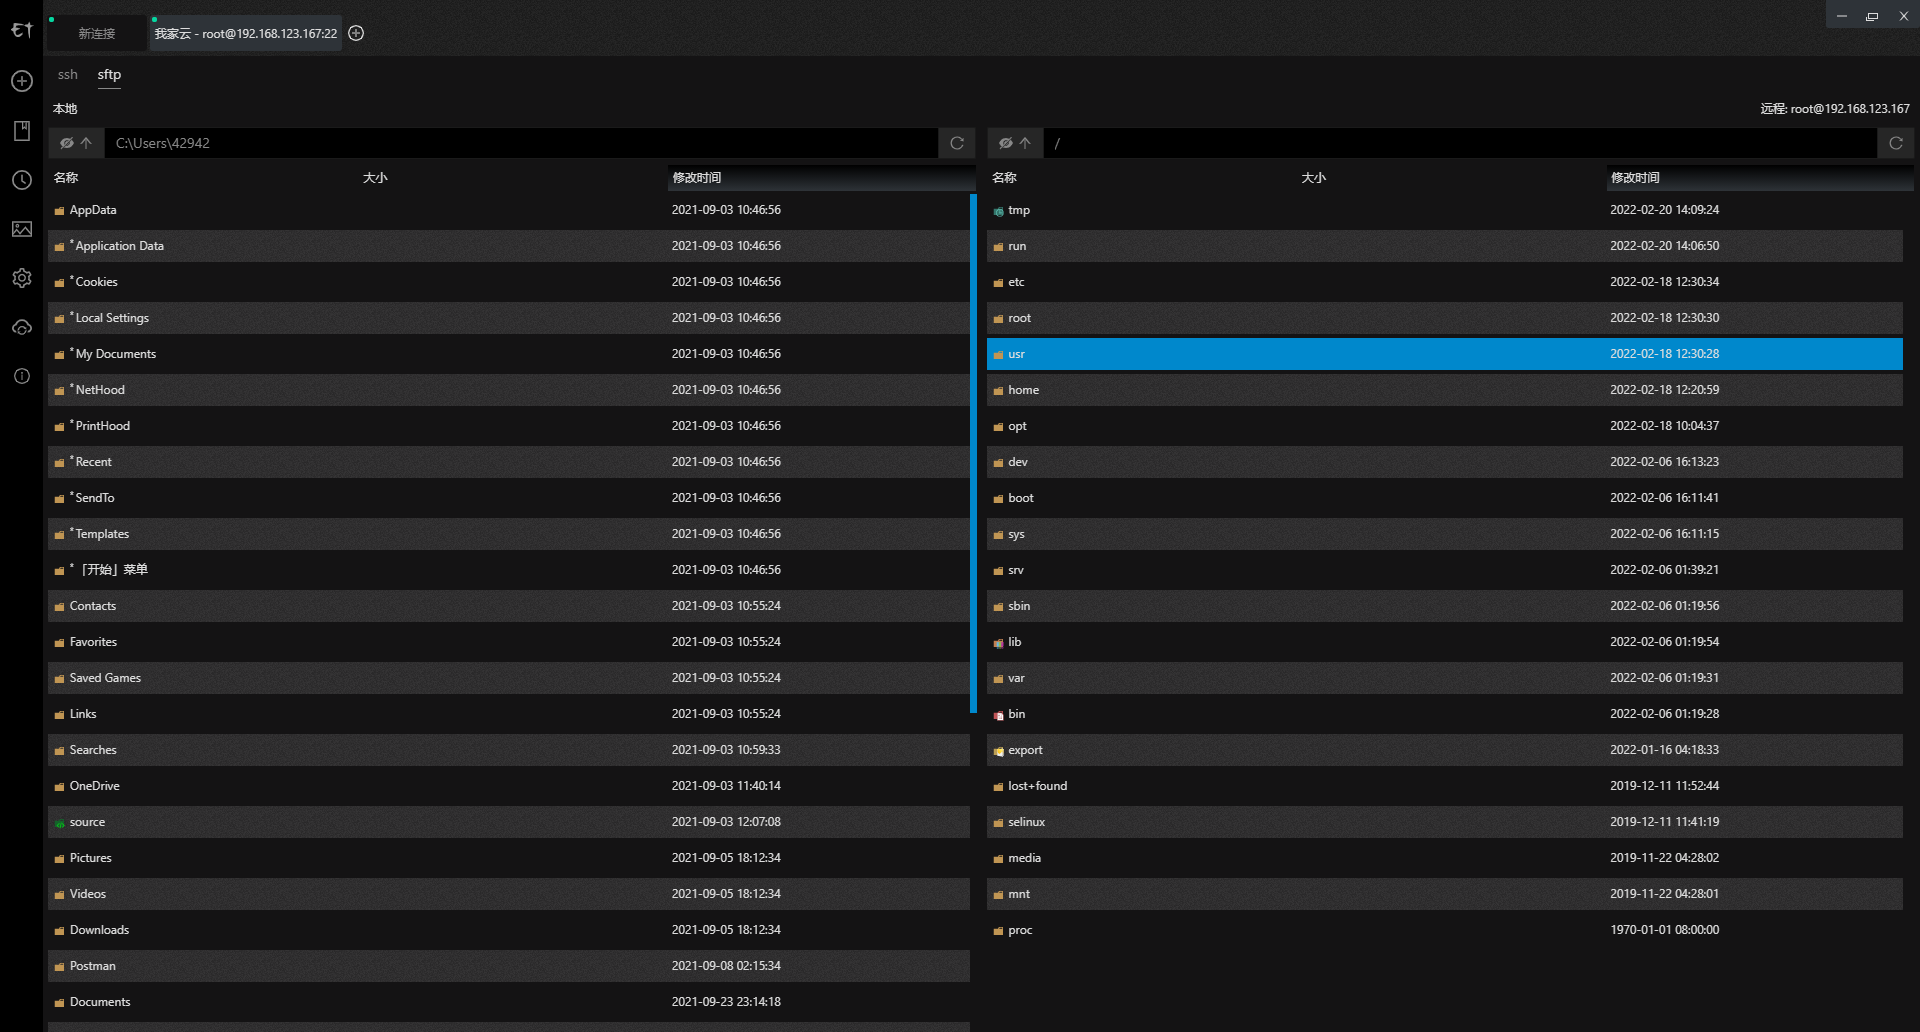 新连接
我家云 - root@192.168.123.167:22
ssh sftp
本地
远程: root@192.168.123.167
C:\Users\42942
/
名称 大小 修改时间
AppData 2021-09-03 10:46:56
*Application Data 2021-09-03 10:46:56
*Cookies 2021-09-03 10:46:56
*Local Settings 2021-09-03 10:46:56
*My Documents 2021-09-03 10:46:56
*NetHood 2021-09-03 10:46:56
*PrintHood 2021-09-03 10:46:56
*Recent 2021-09-03 10:46:56
*SendTo 2021-09-03 10:46:56
*Templates 2021-09-03 10:46:56
*「开始」菜单 2021-09-03 10:46:56
Contacts 2021-09-03 10:55:24
Favorites 2021-09-03 10:55:24
Saved Games 2021-09-03 10:55:24
Links 2021-09-03 10:55:24
Searches 2021-09-03 10:59:33
OneDrive 2021-09-03 11:40:14
source 2021-09-03 12:07:08
Pictures 2021-09-05 18:12:34
Videos 2021-09-05 18:12:34
Downloads 2021-09-05 18:12:34
Postman 2021-09-08 02:15:34
Documents 2021-09-23 23:14:18
名称 大小 修改时间
tmp 2022-02-20 14:09:24
run 2022-02-20 14:06:50
etc 2022-02-18 12:30:34
root 2022-02-18 12:30:30
usr 2022-02-18 12:30:28
home 2022-02-18 12:20:59
opt 2022-02-18 10:04:37
dev 2022-02-06 16:13:23
boot 2022-02-06 16:11:41
sys 2022-02-06 16:11:15
srv 2022-02-06 01:39:21
sbin 2022-02-06 01:19:56
lib 2022-02-06 01:19:54
var 2022-02-06 01:19:31
bin 2022-02-06 01:19:28
export 2022-01-16 04:18:33
lost+found 2019-12-11 11:52:44
selinux 2019-12-11 11:41:19
media 2019-11-22 04:28:02
mnt 2019-11-22 04:28:01
proc 1970-01-01 08:00:00